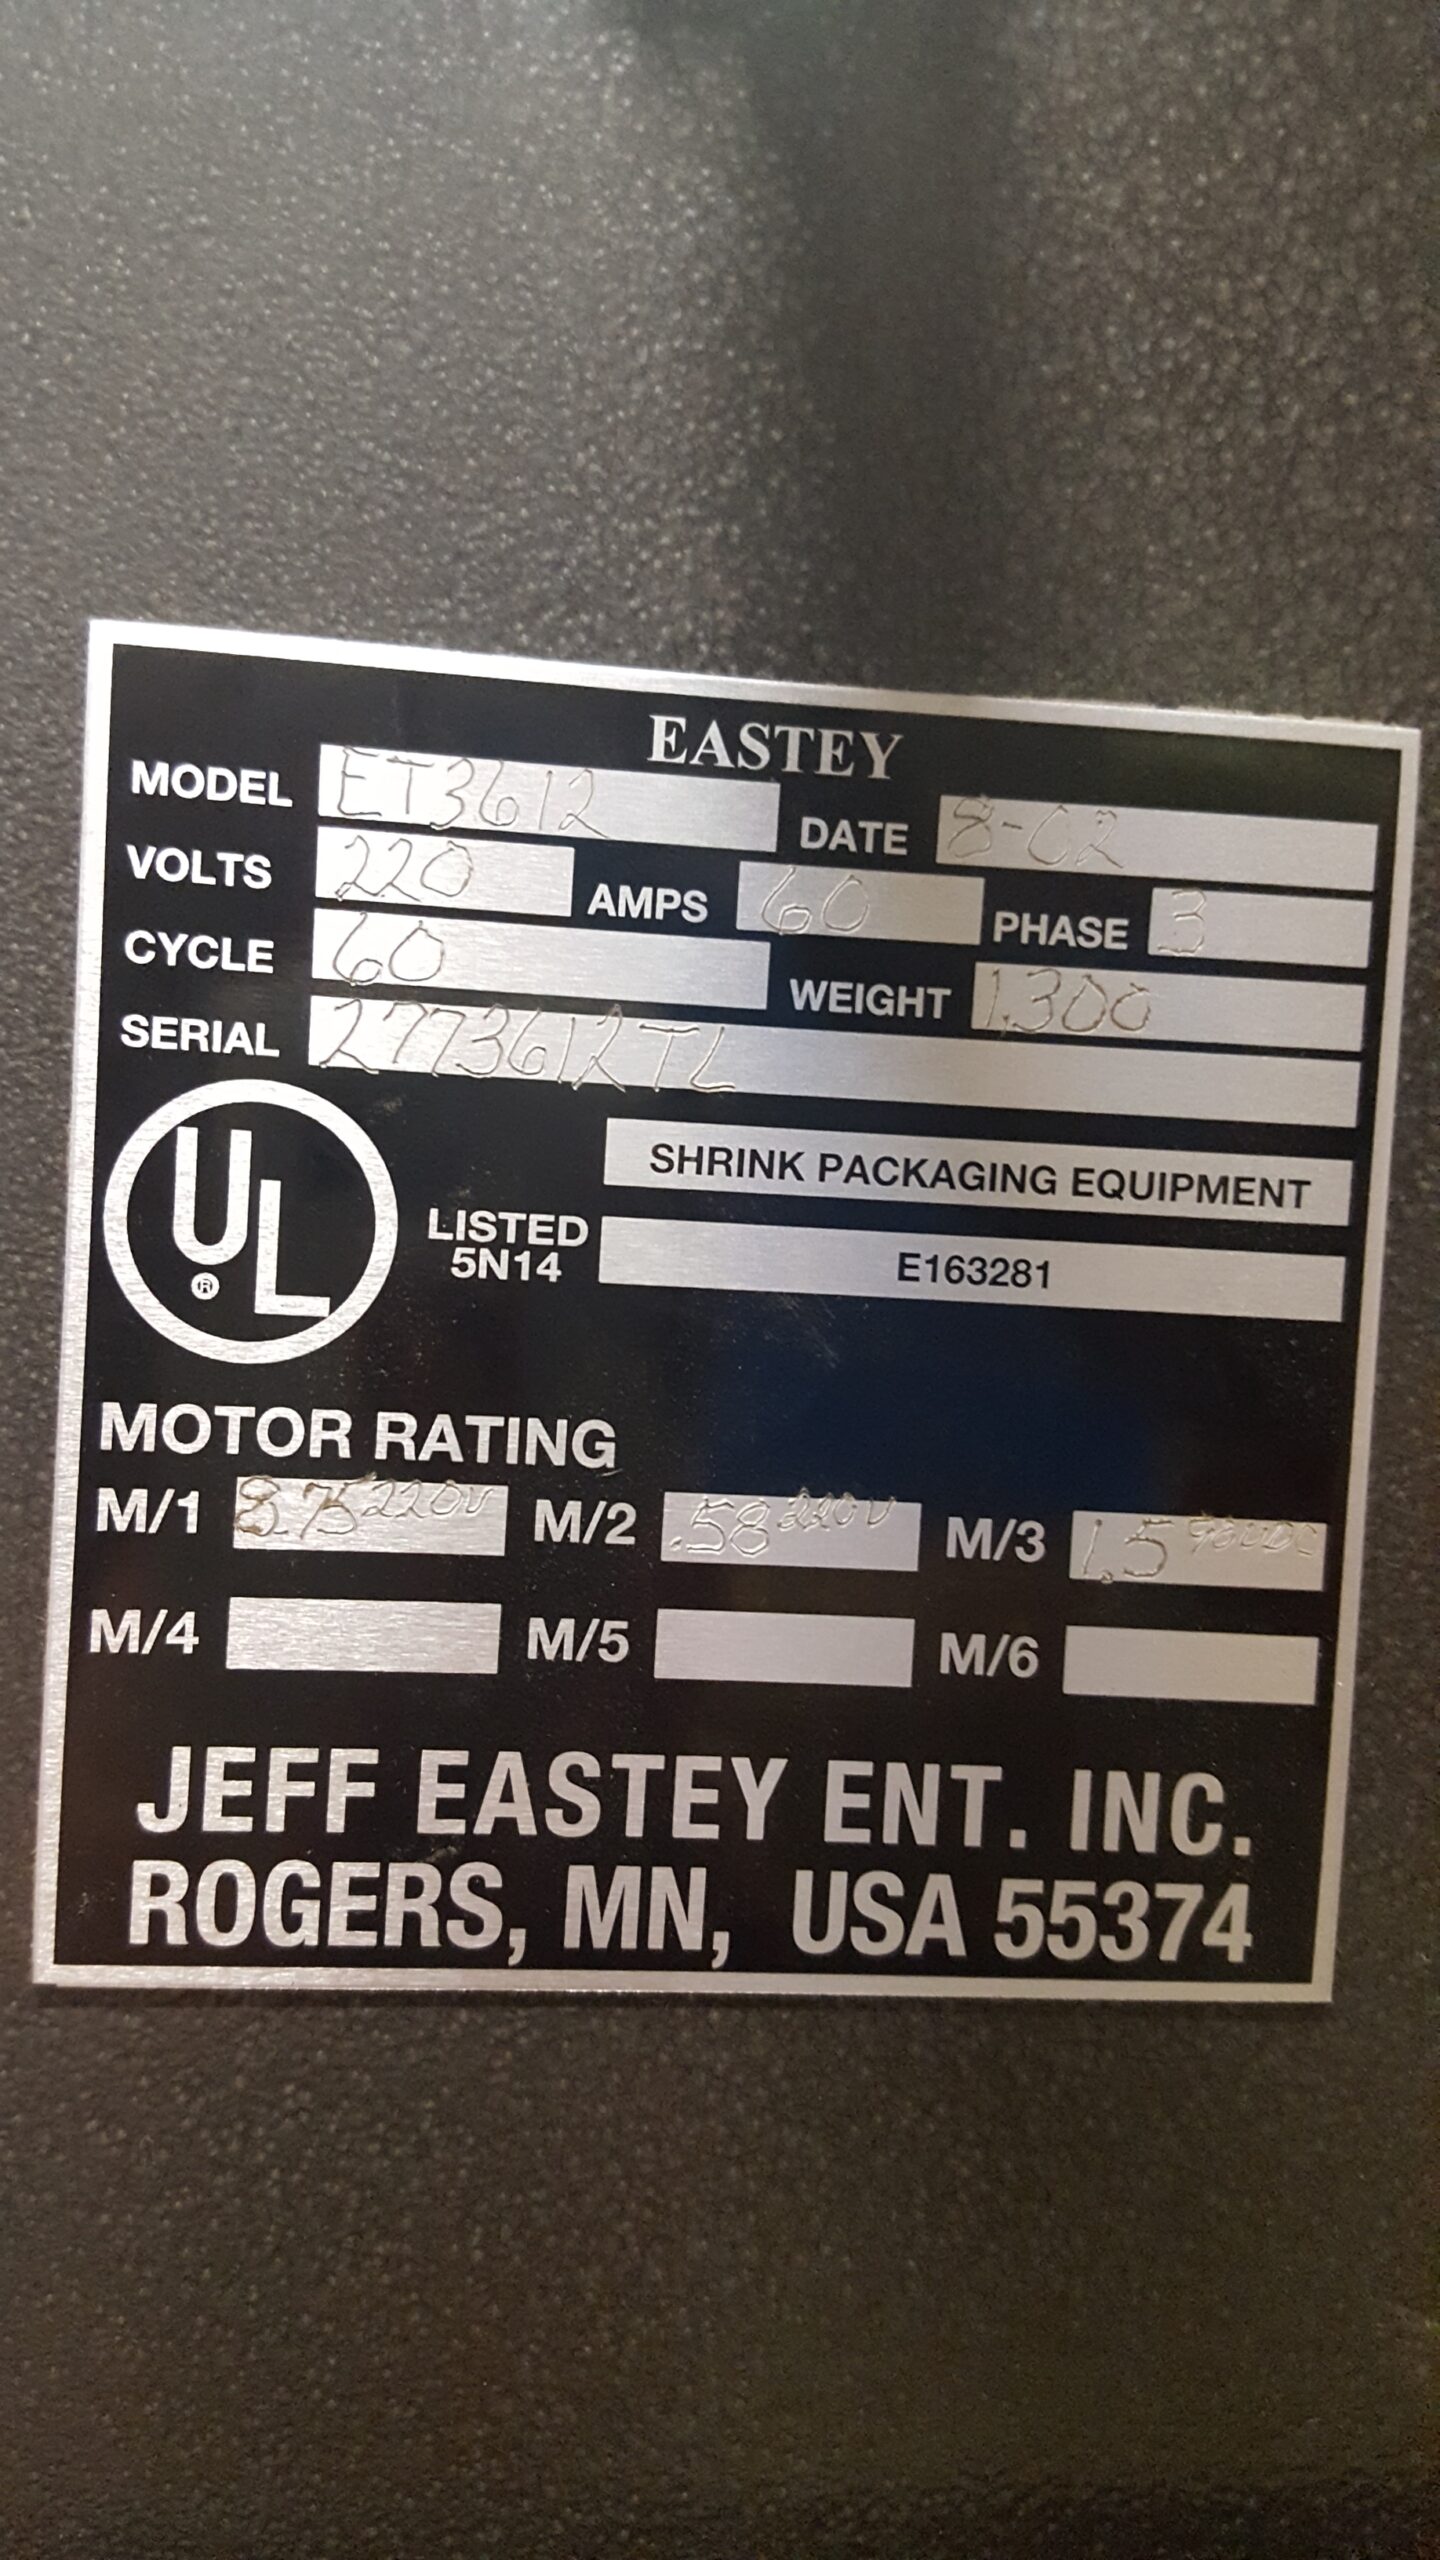 EASTEY
MODEL ET3612 DATE 8-02
VOLTS 220 AMPS 60 PHASE 3
CYCLE 60 WEIGHT 1,300
SERIAL 2773612TL
UL ®
SHRINK PACKAGING EQUIPMENT
LISTED
5N14 E163281
MOTOR RATING
M/1 8.75 220V M/2 .58 220V M/3 1.5 90VDC
M/4 M/5 M/6
JEFF EASTEY ENT. INC.
ROGERS, MN, USA 55374